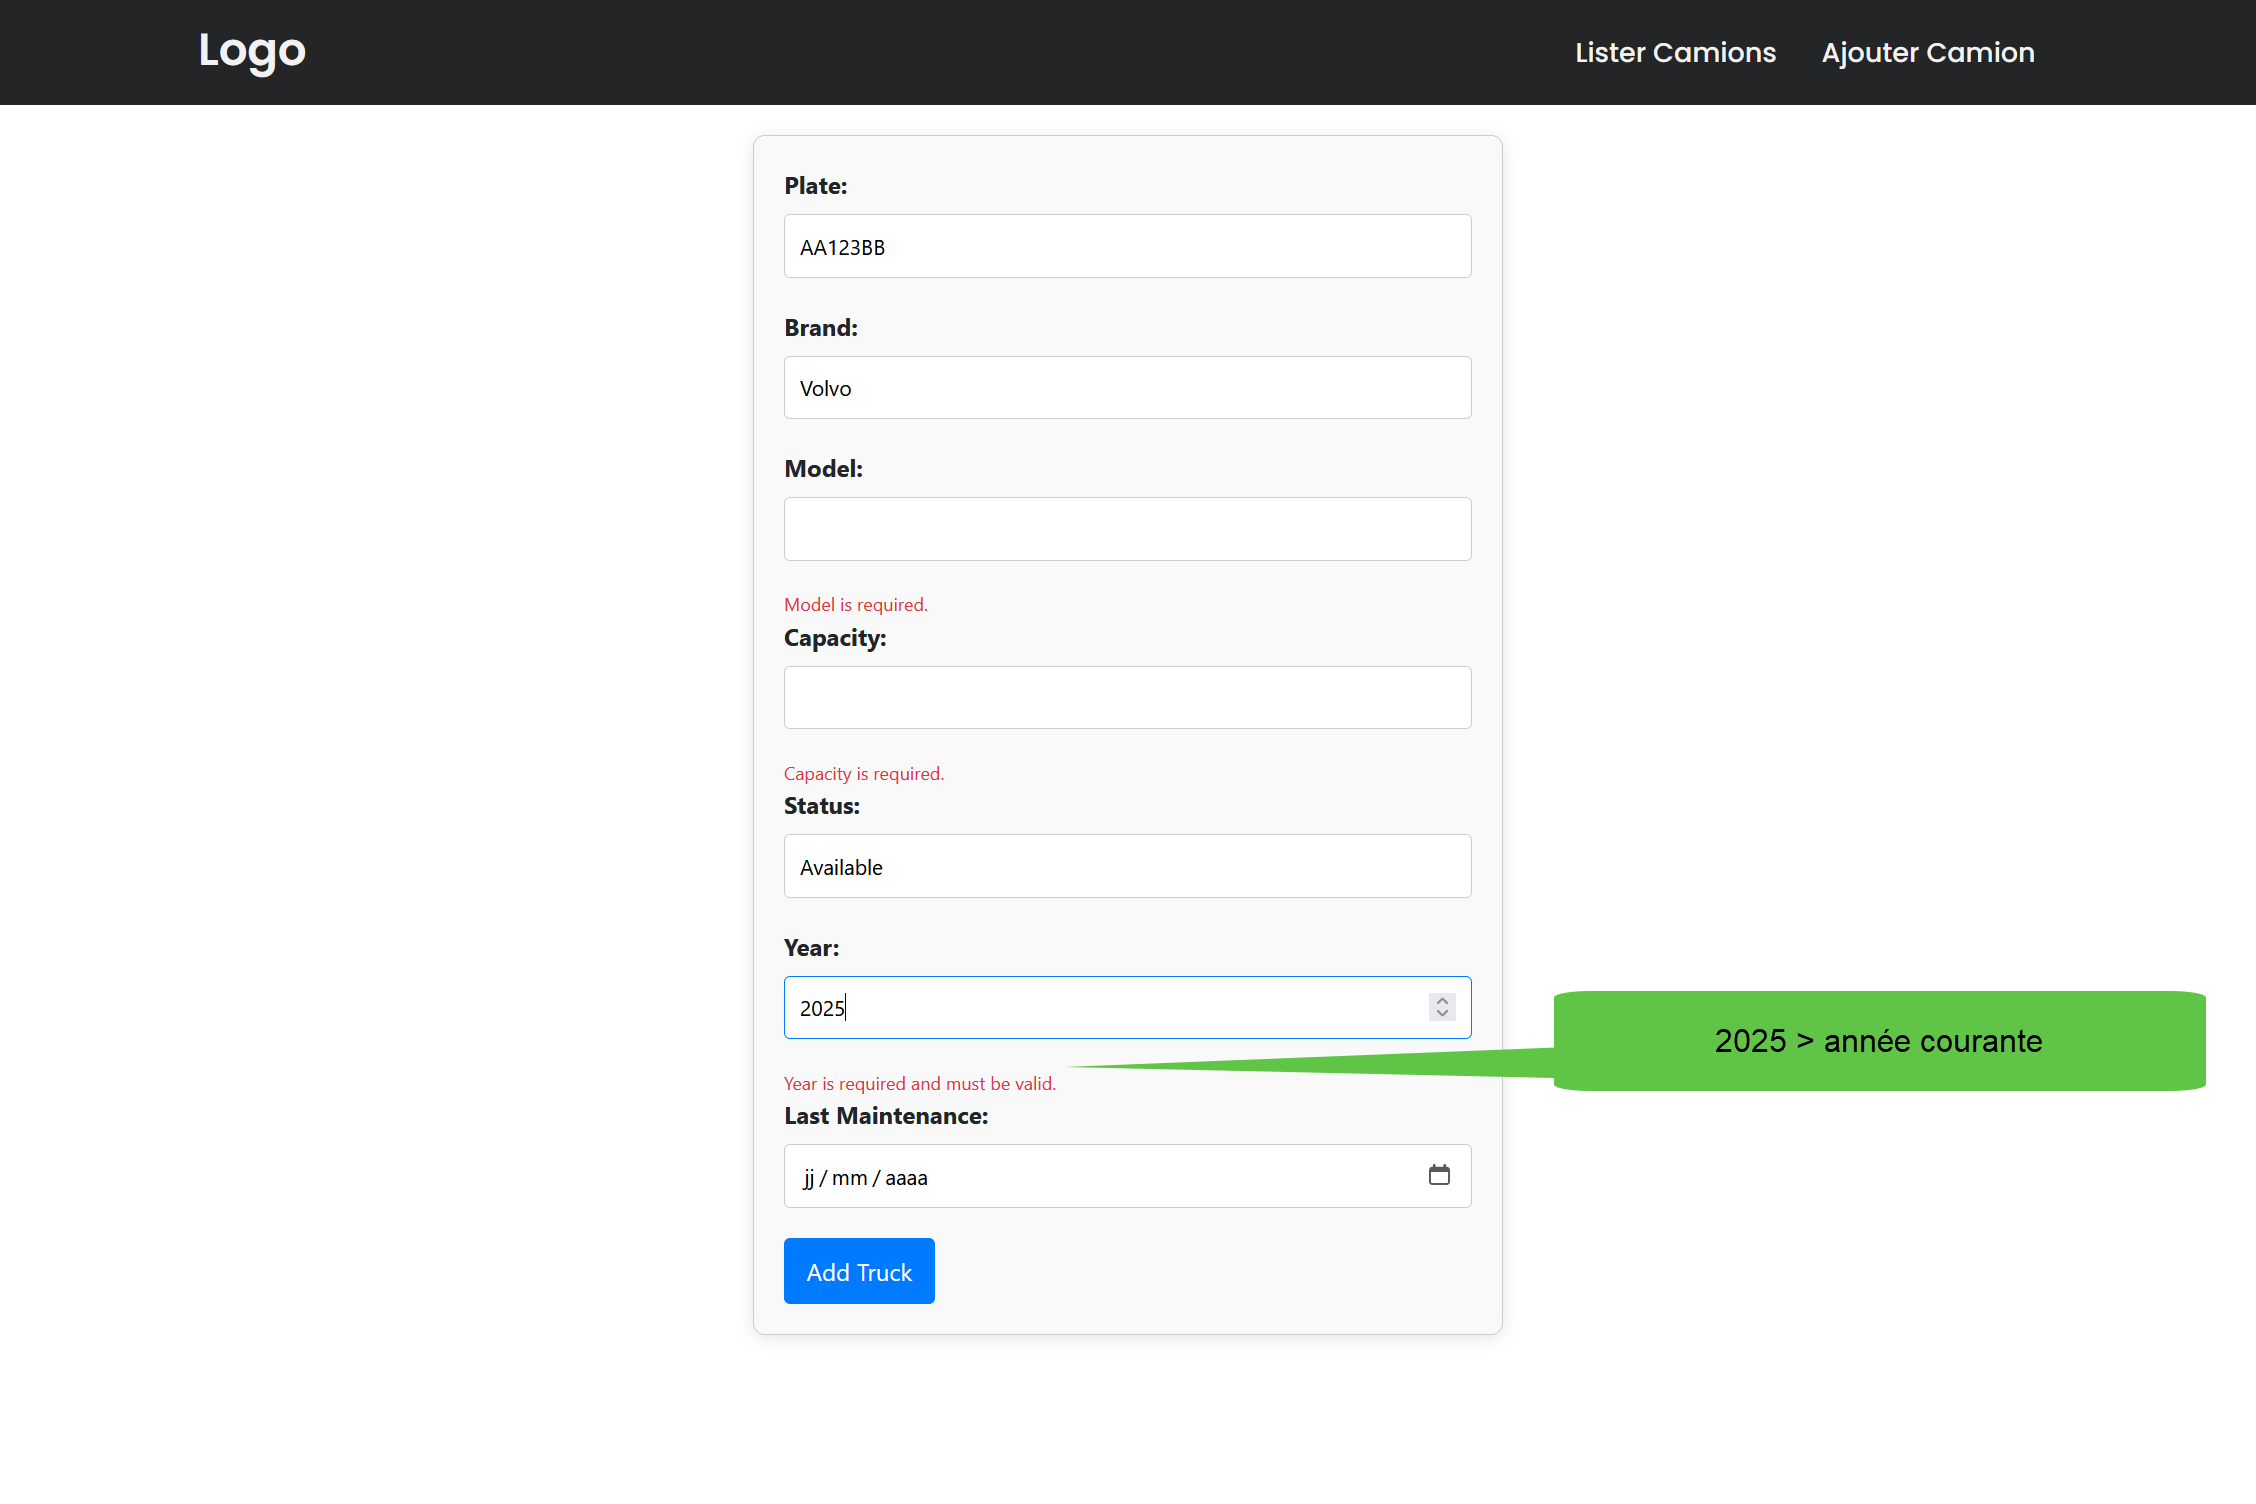 Logo
Lister Camions
Ajouter Camion
Plate:
AA123BB
Brand:
Volvo
Model:
Model is required.
Capacity:
Capacity is required.
Status:
Available
Year:
2025
2025 > année courante
Year is required and must be valid.
Last Maintenance:
jj / mm / aaaa
Add Truck